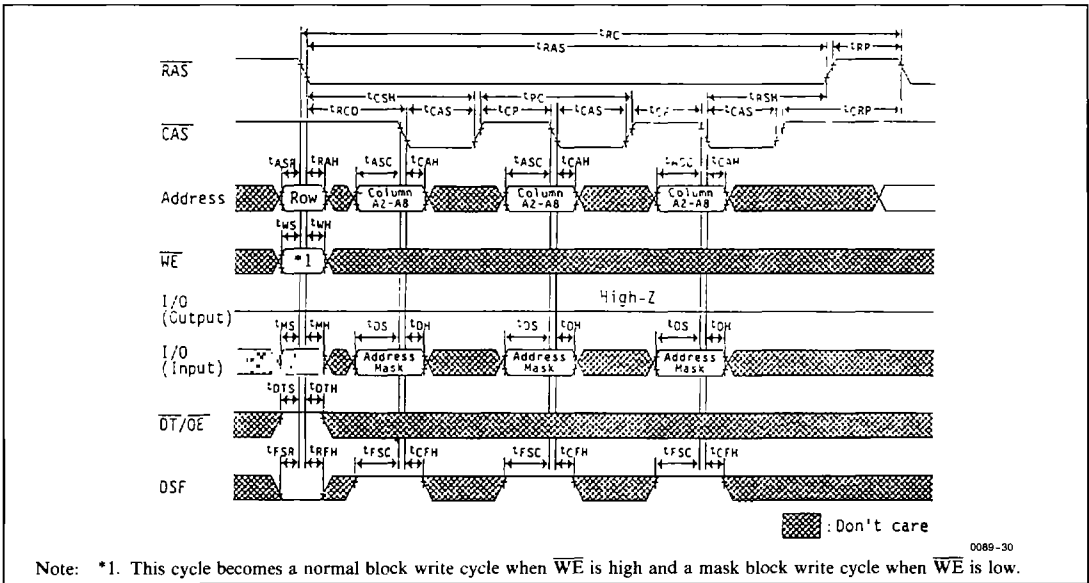 tRC
tRAS tRP
RAS
tCSH tPC tRSH
tRCD tCAS tCP tCAS tCAS tCRP
CAS
tASR tRAH tASC tCAH tASC tCAH tASC tCAH
Address Row Column A2-A8 Column A2-A8 Column A2-A8
tWS tWH
WE *1
I/O (Output) High-Z
tMS tMH tDS tDH tDS tDH tDS tDH
I/O (Input) Address Mask Address Mask Address Mask
tDTS tDTH
DT/OE
tFSR tRFH tFSC tCFH tFSC tCFH tFSC tCFH
DSF
: Don't care
0089-30
Note: *1. This cycle becomes a normal block write cycle when WE is high and a mask block write cycle when WE is low.